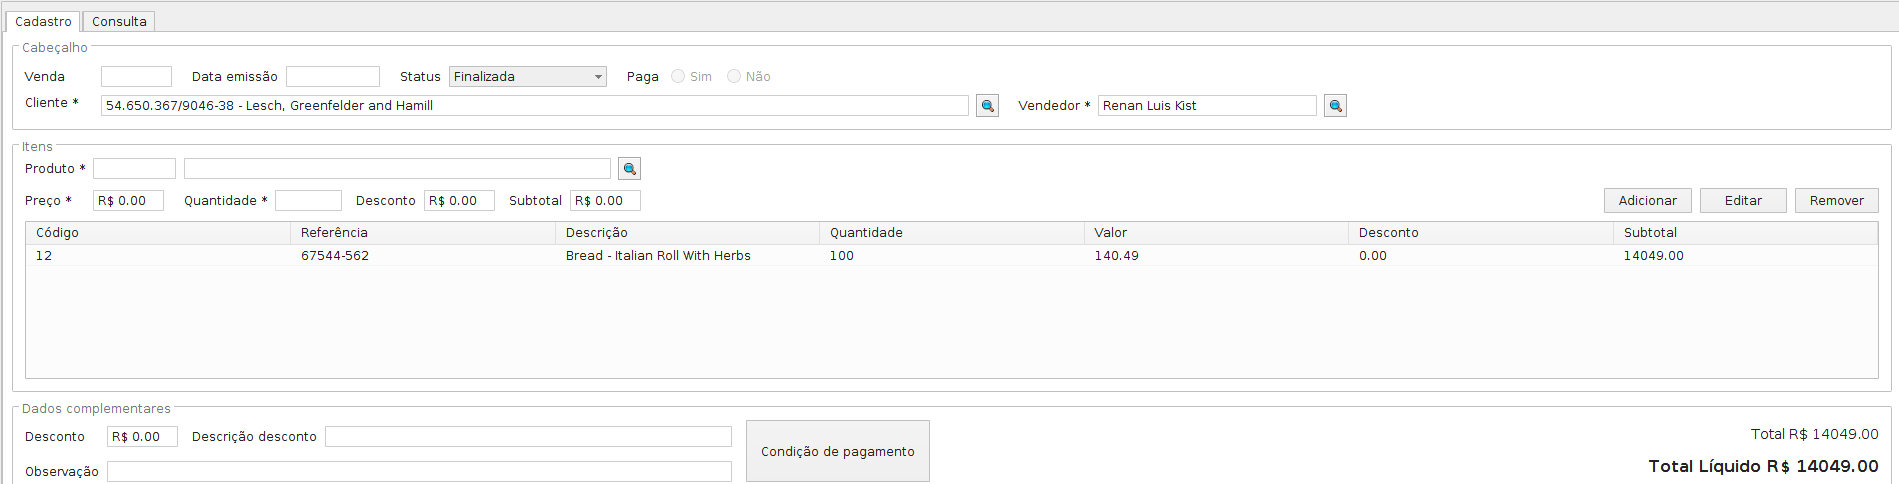 Cadastro Consulta
Cabeçalho
Venda Data emissão Status Finalizada Paga Sim Não
Cliente * 54.650.367/9046-38 - Lesch, Greenfelder and Hamill Vendedor * Renan Luis Kist
Itens
Produto *
Preço * R$ 0.00 Quantidade * Desconto R$ 0.00 Subtotal R$ 0.00 Adicionar Editar Remover
Código Referência Descrição Quantidade Valor Desconto Subtotal
12 67544-562 Bread - Italian Roll With Herbs 100 140.49 0.00 14049.00
Dados complementares
Desconto R$ 0.00 Descrição desconto Condição de pagamento Total R$ 14049.00
Observação Total Líquido R$ 14049.00